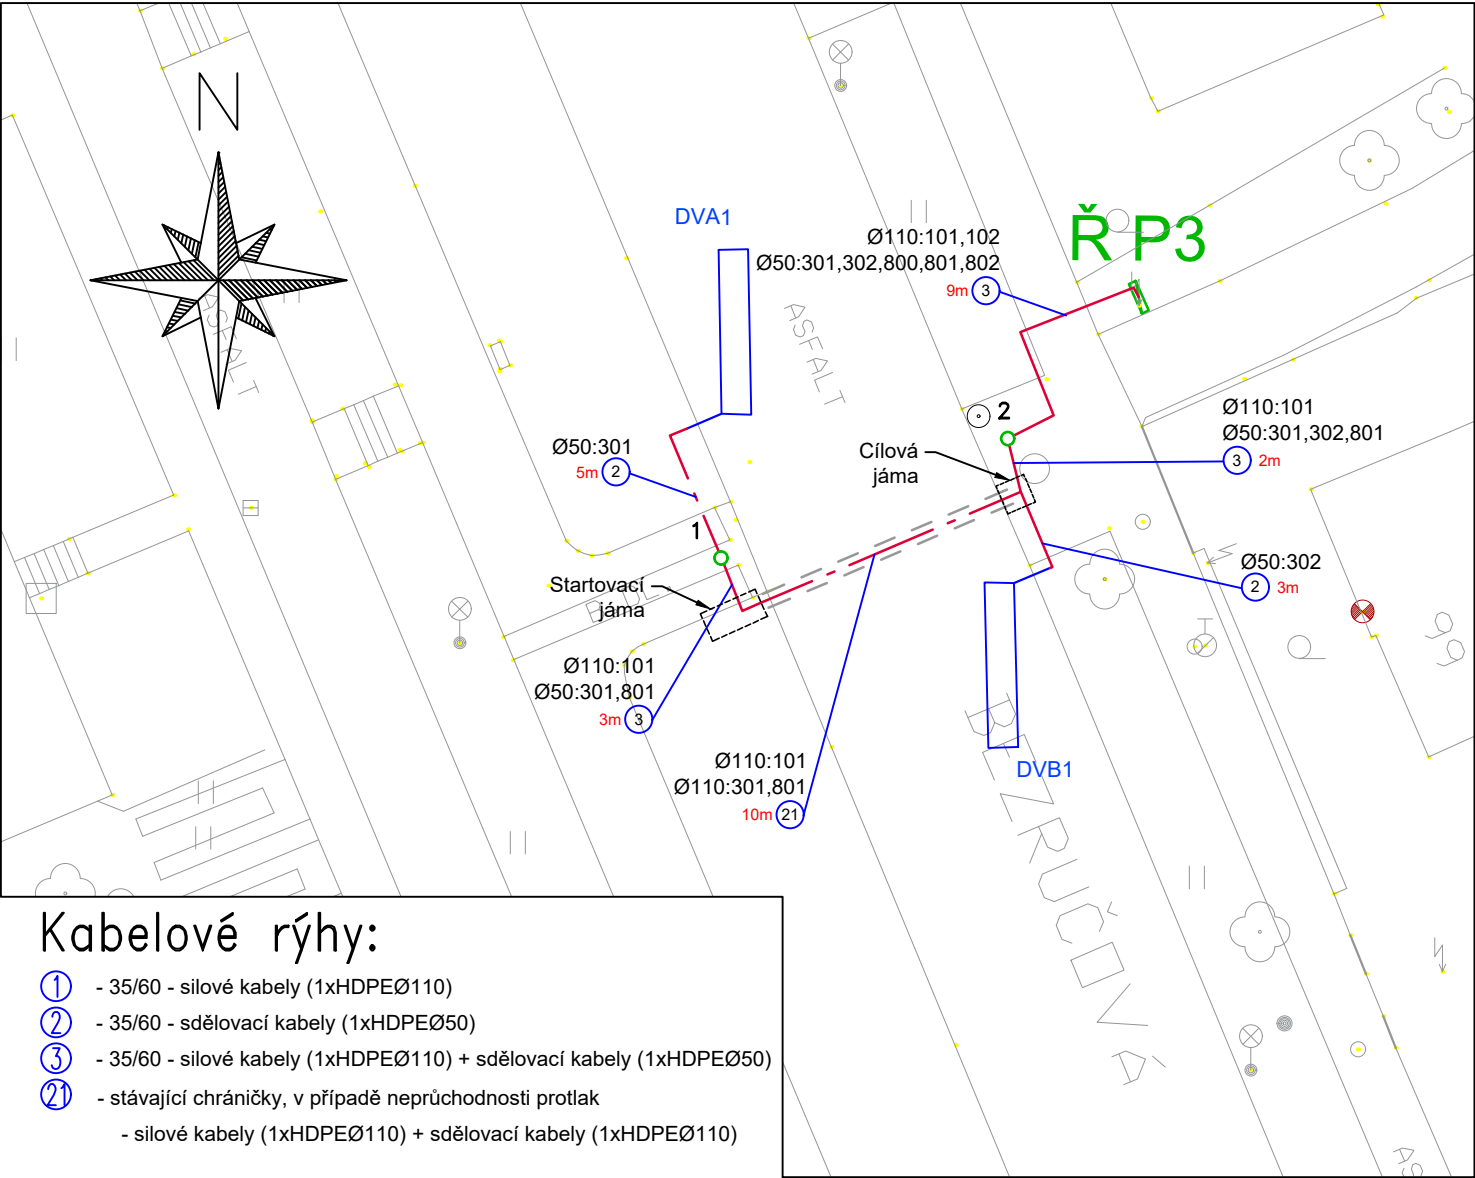 N
DVA1
Ø110:101,102
Ø50:301,302,800,801,802
9m 3
Ř P3
ASFALT
ASFALT
Ø110:101
Ø50:301,302,801
3 2m
2
Cílová
jáma
Ø50:301
5m 2
1
Startovací
jáma
Ø50:302
2 3m
Ø110:101
Ø50:301,801
3m 3
Ø110:101
Ø110:301,801
10m 21
DVB1
BEZRUČOVÁ
Kabelové rýhy:
1 - 35/60 - silové kabely (1xHDPEØ110)
2 - 35/60 - sdělovací kabely (1xHDPEØ50)
3 - 35/60 - silové kabely (1xHDPEØ110) + sdělovací kabely (1xHDPEØ50)
21 - stávající chráničky, v případě neprůchodnosti protlak
- silové kabely (1xHDPEØ110) + sdělovací kabely (1xHDPEØ110)